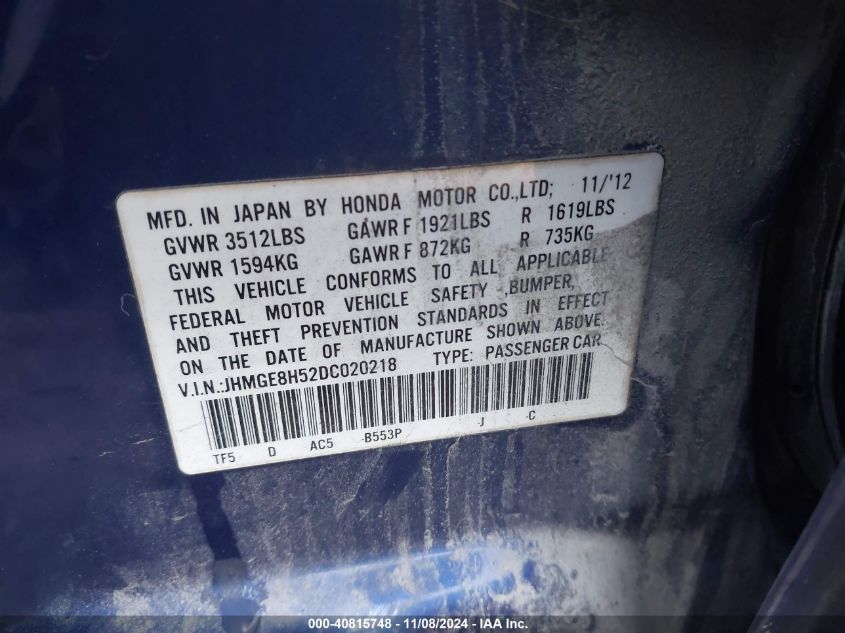 MFD. IN JAPAN BY HONDA MOTOR CO.,LTD; 11/'12
GVWR 3512LBS GAWR F 1921LBS R 1619LBS
GVWR 1594KG GAWR F 872KG R 735KG
THIS VEHICLE CONFORMS TO ALL APPLICABLE
FEDERAL MOTOR VEHICLE SAFETY ,BUMPER,
AND THEFT PREVENTION STANDARDS IN EFFECT
ON THE DATE OF MANUFACTURE SHOWN ABOVE.
V.I.N.:JHMGE8H52DC020218 TYPE: PASSENGER CAR
TF5 D AC5 -B553P -J -C
000-40815748 - 11/08/2024 - IAA Inc.